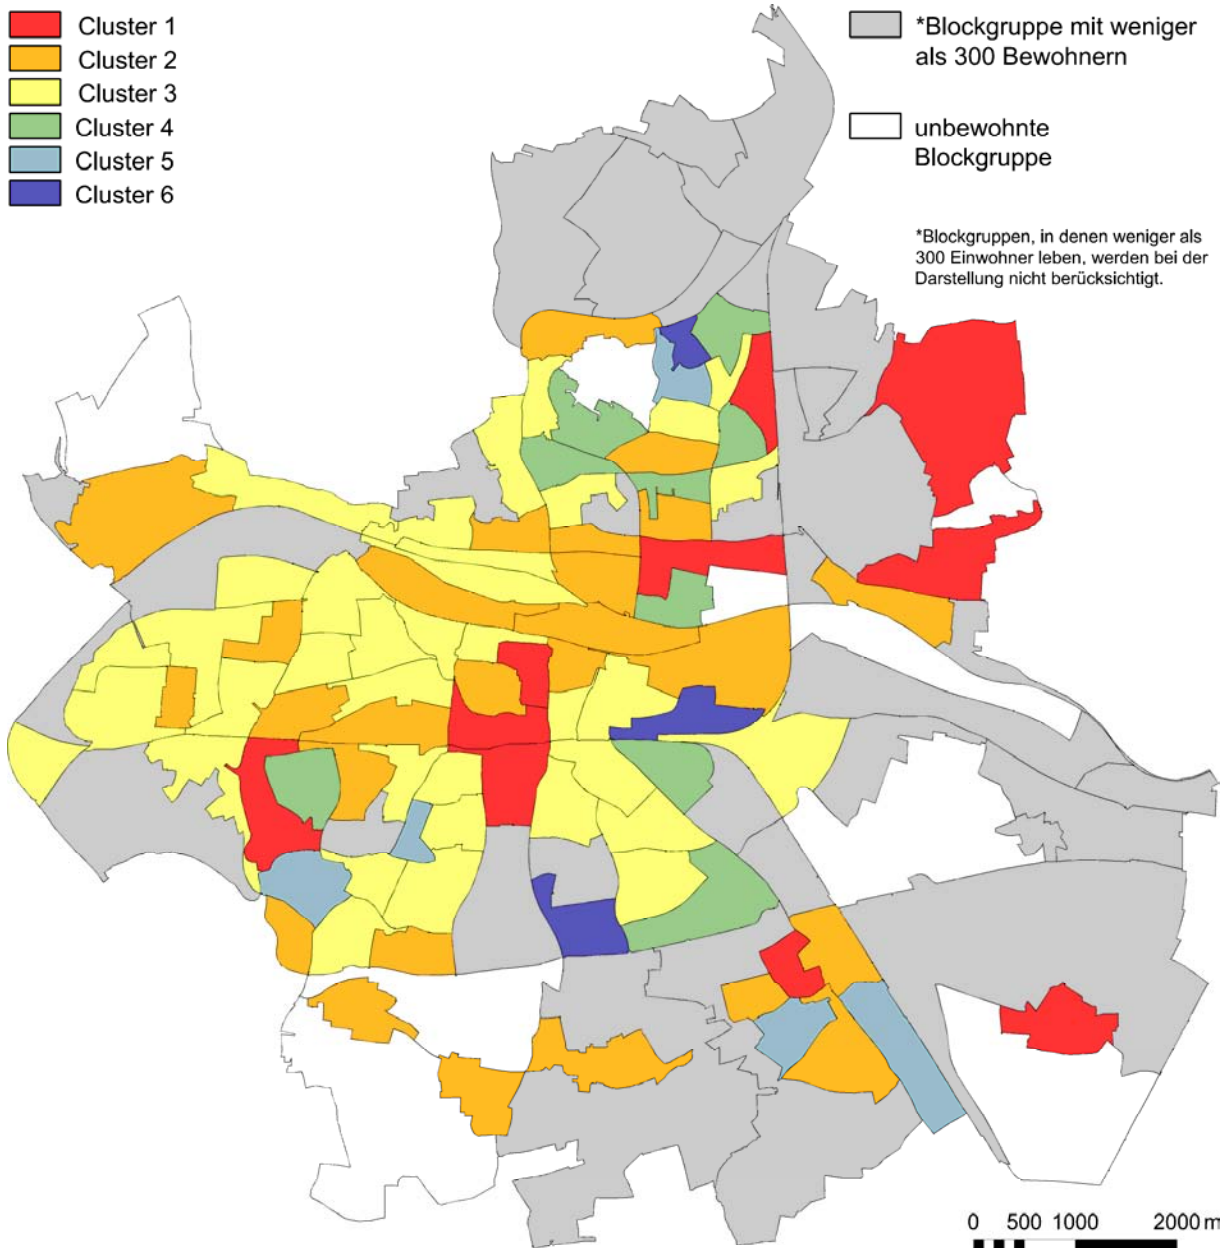 Cluster 1
Cluster 2
Cluster 3
Cluster 4
Cluster 5
Cluster 6
*Blockgruppe mit weniger
als 300 Bewohnern
unbewohnte
Blockgruppe
*Blockgruppen, in denen weniger als
300 Einwohner leben, werden bei der
Darstellung nicht berücksichtigt.
0 500 1000 2000 m